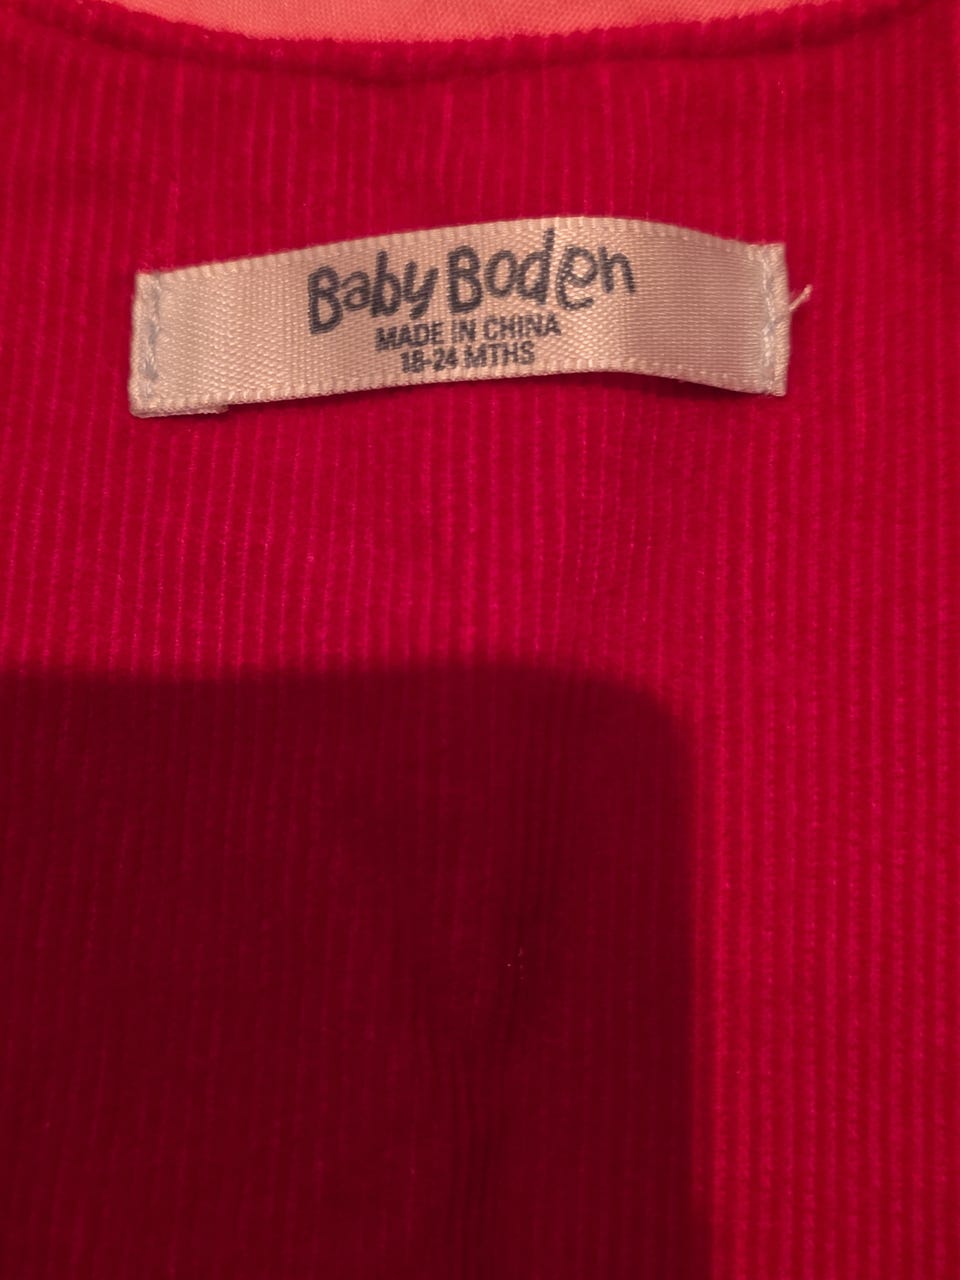 Baby Boden
MADE IN CHINA
18-24 MTHS